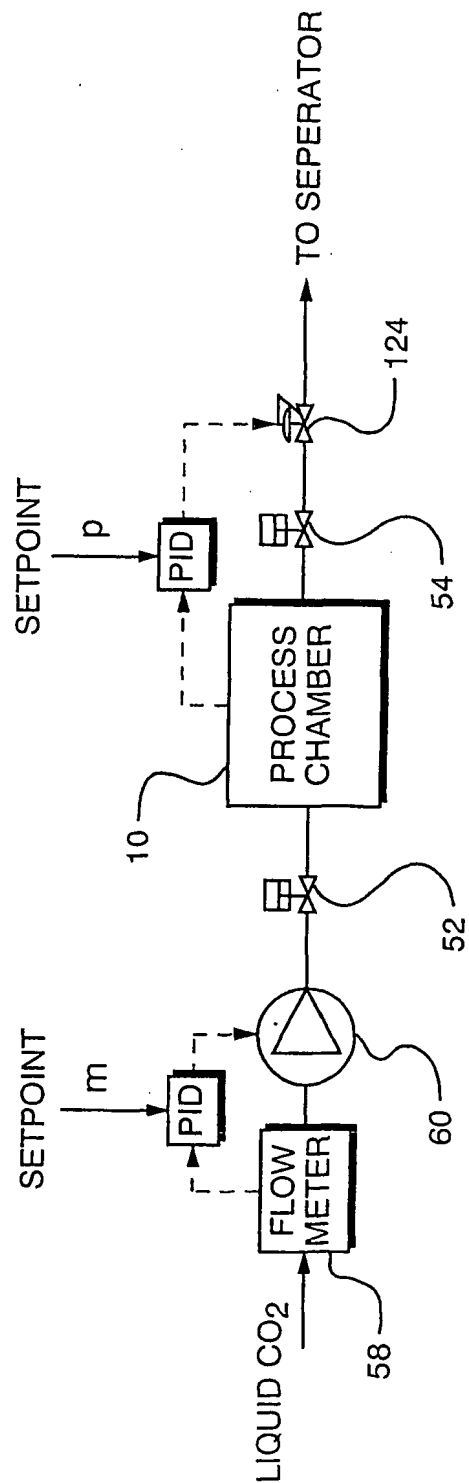 SETPOINT
m
PID
LIQUID CO2
FLOW
METER
58
60
52
10
PROCESS
CHAMBER
SETPOINT
p
PID
54
124
TO SEPERATOR